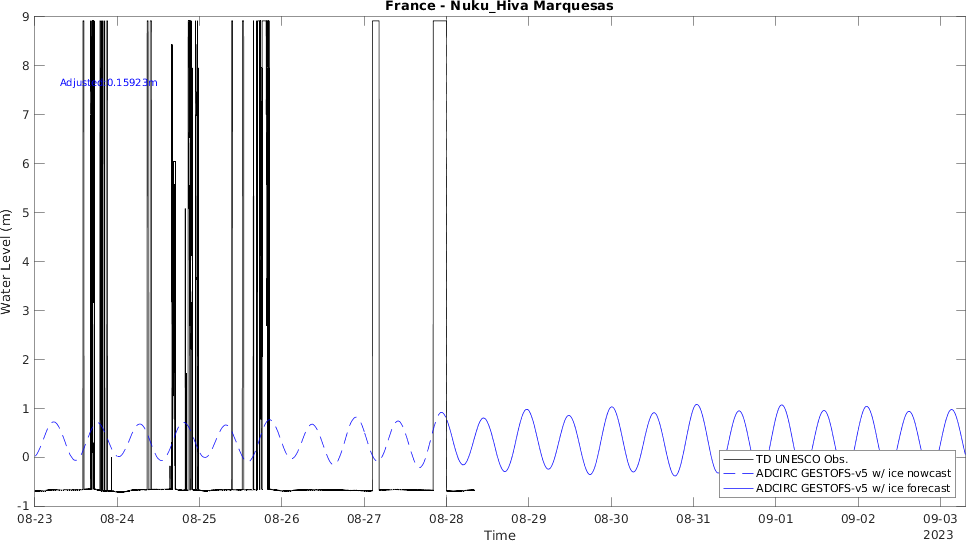 France - Nuku_Hiva Marquesas
9
8
Adjusted 0.15923m
7
6
5
Water Level (m)
4
3
2
1
0
TD UNESCO Obs.
ADCIRC GESTOFS-v5 w/ ice nowcast
ADCIRC GESTOFS-v5 w/ ice forecast
-1
08-23 08-24 08-25 08-26 08-27 08-28 08-29 08-30 08-31 09-01 09-02 09-03
Time 2023